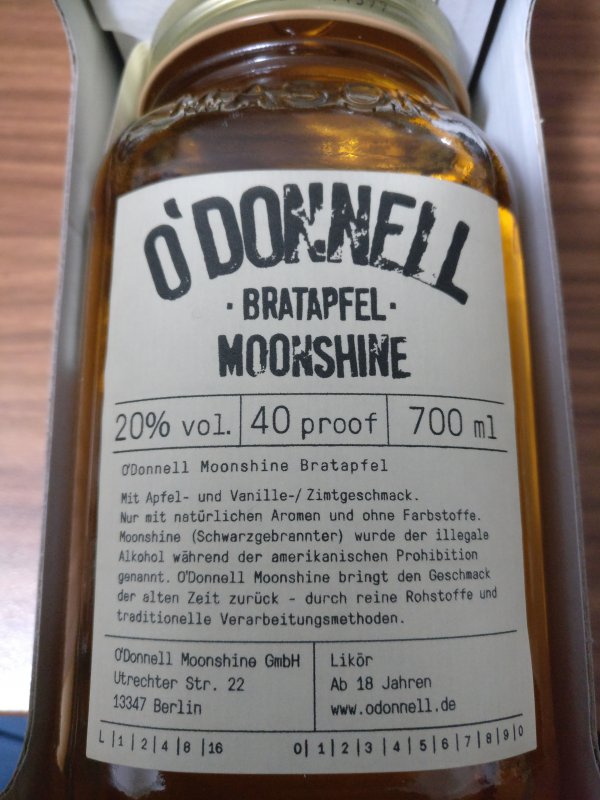 MASON
O'DONNELL
· BRATAPFEL ·
MOONSHINE
20% vol. 40 proof 700 ml
O'Donnell Moonshine Bratapfel
Mit Apfel- und Vanille-/Zimtgeschmack.
Nur mit natürlichen Aromen und ohne Farbstoffe.
Moonshine (Schwarzgebrannter) wurde der illegale
Alkohol während der amerikanischen Prohibition
genannt. O'Donnell Moonshine bringt den Geschmack
der alten Zeit zurück - durch reine Rohstoffe und
traditionelle Verarbeitungsmethoden.
O'Donnell Moonshine GmbH
Utrechter Str. 22
13347 Berlin
Likör
Ab 18 Jahren
www.odonnell.de
L|1|2|4|8|16 0|1|2|3|4|5|6|7|8|9|0